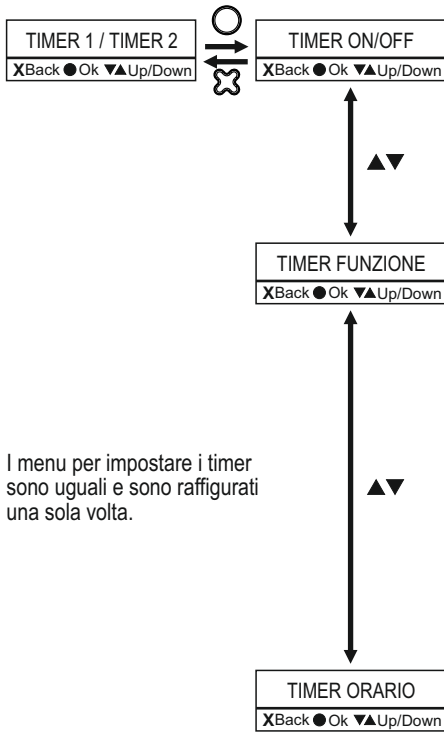 TIMER 1 / TIMER 2
XBack ●Ok ▼▲Up/Down
TIMER ON/OFF
XBack ●Ok ▼▲Up/Down
▲▼
TIMER FUNZIONE
XBack ●Ok ▼▲Up/Down
I menu per impostare i timer
sono uguali e sono raffigurati
una sola volta.
▲▼
TIMER ORARIO
XBack ●Ok ▼▲Up/Down